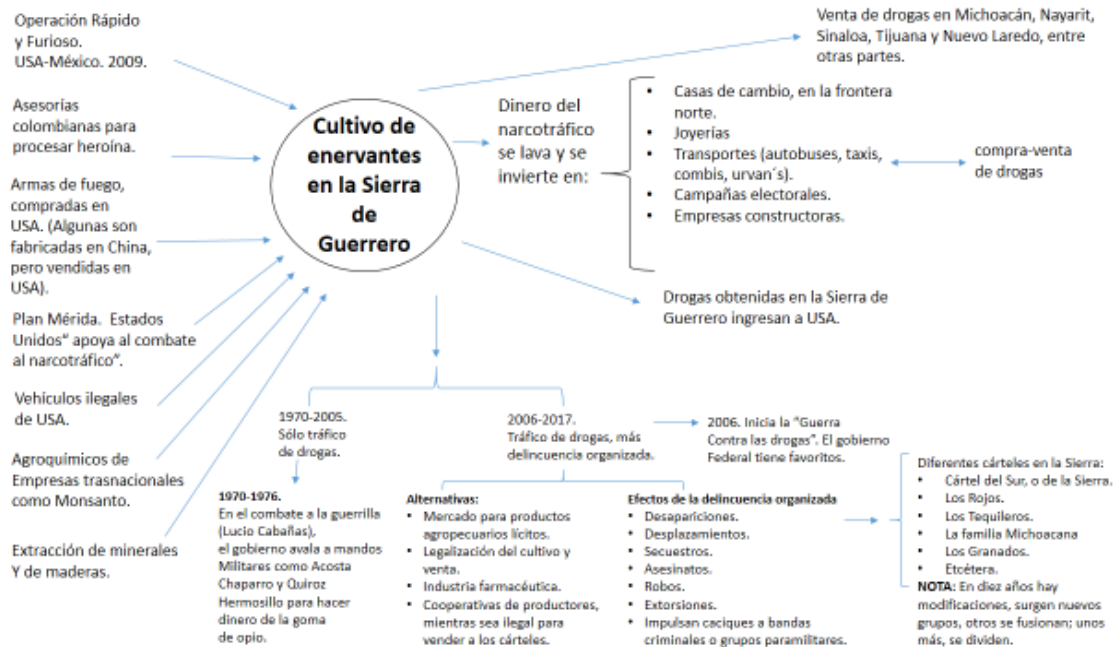 Operación Rápido
y Furioso.
USA-México. 2009.
Asesorías
colombianas para
procesar heroína.
Armas de fuego,
compradas en
USA. (Algunas son
fabricadas en China,
pero vendidas en
USA).
Plan Mérida. Estados
Unidos" apoya al combate
al narcotráfico".
Vehículos ilegales
de USA.
Agroquímicos de
Empresas trasnacionales
como Monsanto.
Extracción de minerales
Y de maderas.
Cultivo de
enervantes
en la Sierra
de
Guerrero
Venta de drogas en Michoacán, Nayarit,
Sinaloa, Tijuana y Nuevo Laredo, entre
otras partes.
Dinero del
narcotráfico
se lava y se
invierte en:
• Casas de cambio, en la frontera
norte.
• Joyerías
• Transportes (autobuses, taxis,
combis, urvan´s).
• Campañas electorales.
• Empresas constructoras.
compra-venta
de drogas
Drogas obtenidas en la Sierra de
Guerrero ingresan a USA.
1970-2005.
Sólo tráfico
de drogas.
1970-1976.
En el combate a la guerrilla
(Lucio Cabañas),
el gobierno avala a mandos
Militares como Acosta
Chaparro y Quiroz
Hermosillo para hacer
dinero de la goma
de opio.
2006-2017.
Tráfico de drogas, más
delincuencia organizada.
2006. Inicia la "Guerra
Contra las drogas". El gobierno
Federal tiene favoritos.
Alternativas:
• Mercado para productos
agropecuarios lícitos.
• Legalización del cultivo y
venta.
• Industria farmacéutica.
• Cooperativas de productores,
mientras sea ilegal para
vender a los cárteles.
Efectos de la delincuencia organizada
• Desapariciones.
• Desplazamientos.
• Secuestros.
• Asesinatos.
• Robos.
• Extorsiones.
• Impulsan caciques a bandas
criminales o grupos paramilitares.
Diferentes cárteles en la Sierra:
• Cártel del Sur, o de la Sierra.
• Los Rojos.
• Los Tequileros.
• La familia Michoacana
• Los Granados.
• Etcétera.
NOTA: En diez años hay
modificaciones, surgen nuevos
grupos, otros se fusionan; unos
más, se dividen.